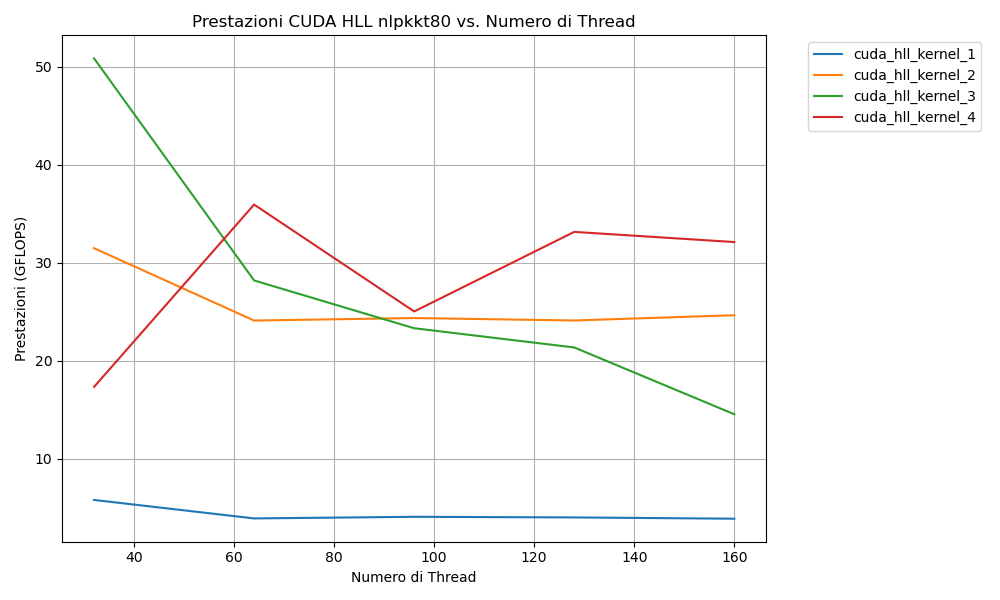 Prestazioni CUDA HLL nlpkkt80 vs. Numero di Thread
cuda_hll_kernel_1
cuda_hll_kernel_2
cuda_hll_kernel_3
cuda_hll_kernel_4
Prestazioni (GFLOPS)
50
40
30
20
10
40
60
80
100
120
140
160
Numero di Thread